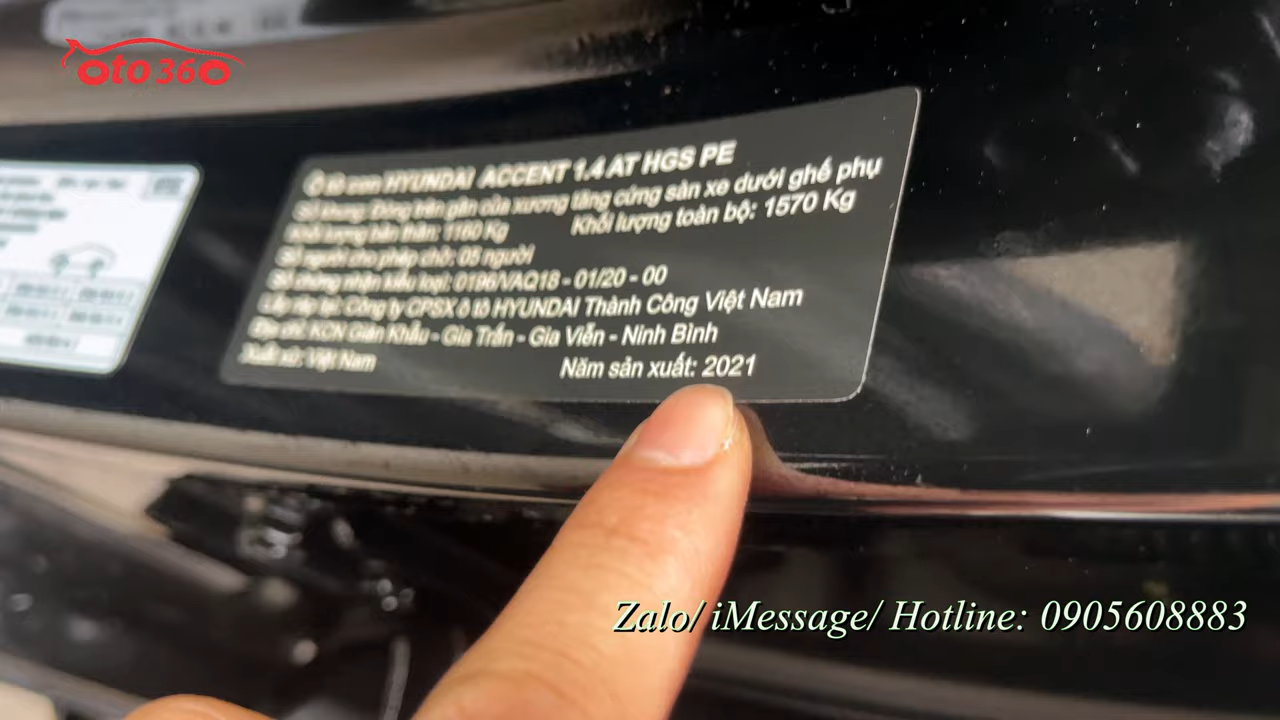 oto360
Ô tô con HYUNDAI ACCENT 1.4 AT HGS PE
Số khung: Đóng trên gân của xương tăng cứng sàn xe dưới ghế phụ
Khối lượng bản thân: 1160 Kg Khối lượng toàn bộ: 1570 Kg
Số người cho phép chở: 05 người
Số chứng nhận kiểu loại: 0196/VAQ18 - 01/20 - 00
Lắp ráp tại: Công ty CPSX ô tô HYUNDAI Thành Công Việt Nam
Địa chỉ: KCN Gián Khẩu - Gia Trấn - Gia Viễn - Ninh Bình
Xuất xứ: Việt Nam Năm sản xuất: 2021
Zalo/ iMessage/ Hotline: 0905608883